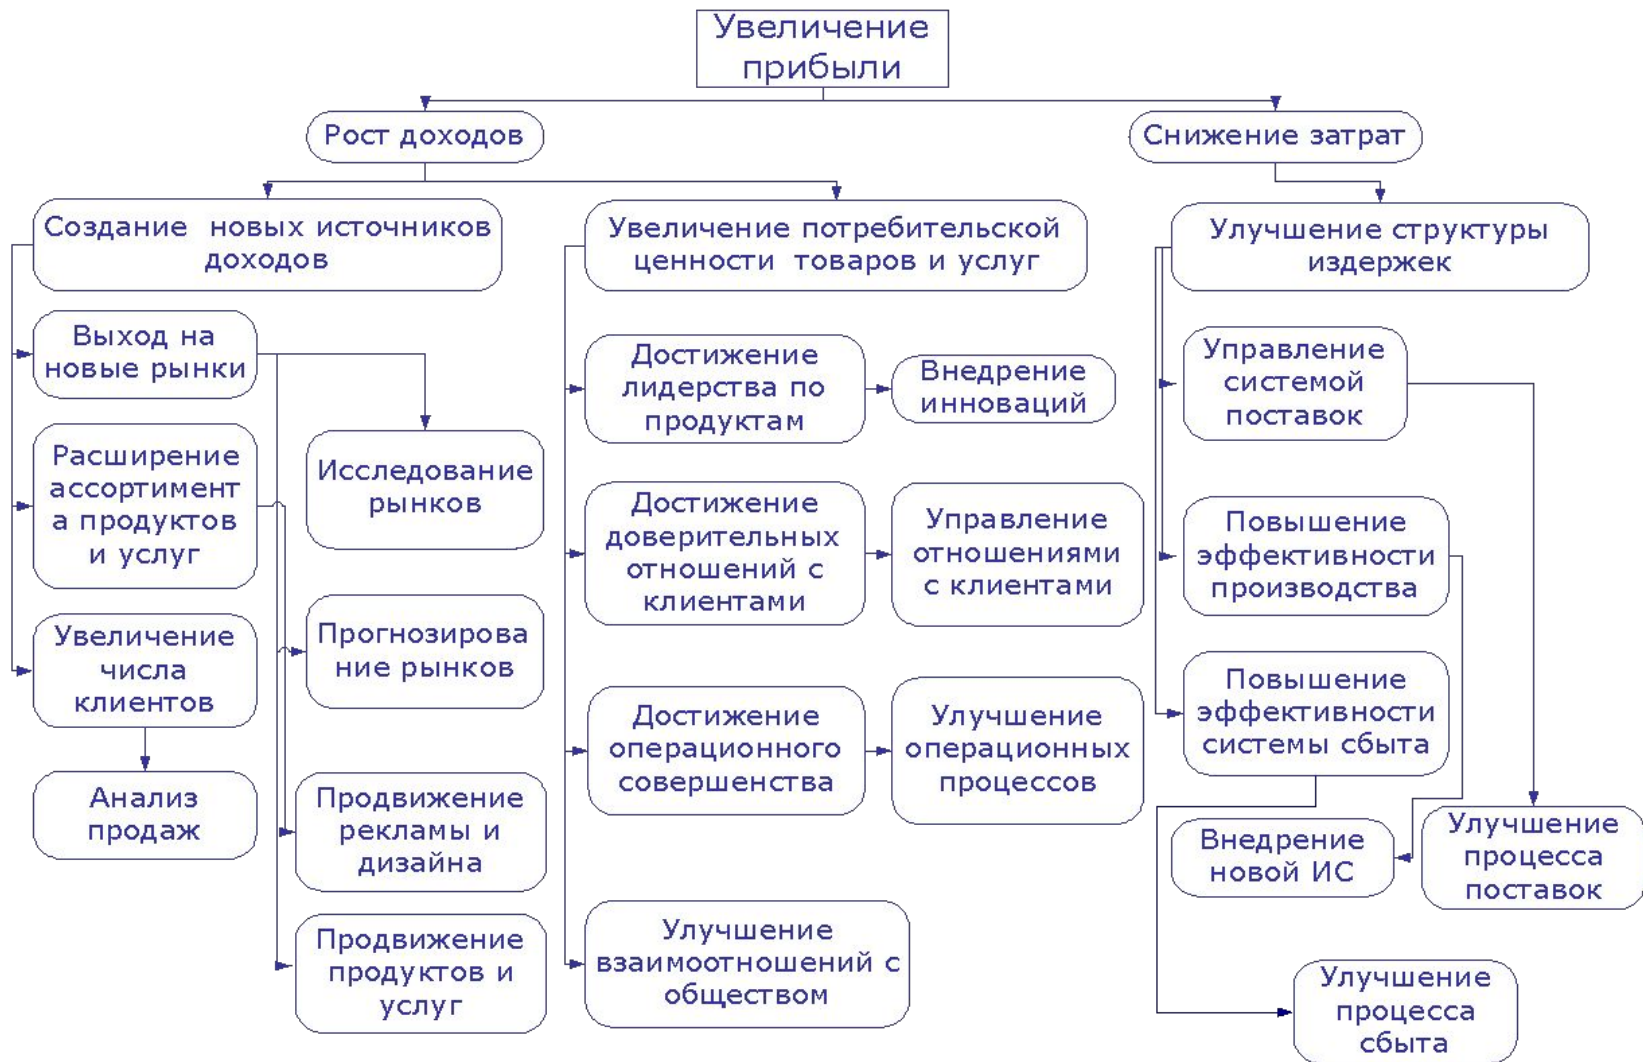 Увеличение
прибыли
Рост доходов
Снижение затрат
Создание новых источников
доходов
Увеличение потребительской
ценности товаров и услуг
Улучшение структуры
издержек
Выход на
новые рынки
Достижение
лидерства по
продуктам
Внедрение
инноваций
Управление
системой
поставок
Расширение
ассортимент
а продуктов
и услуг
Исследование
рынков
Достижение
доверительных
отношений с
клиентами
Управление
отношениями
с клиентами
Повышение
эффективности
производства
Увеличение
числа
клиентов
Прогнозирова
ние рынков
Достижение
операционного
совершенства
Улучшение
операционных
процессов
Повышение
эффективности
системы сбыта
Анализ
продаж
Продвижение
рекламы и
дизайна
Внедрение
новой ИС
Улучшение
процесса
поставок
Продвижение
продуктов и
услуг
Улучшение
взаимоотношений с
обществом
Улучшение
процесса
сбыта